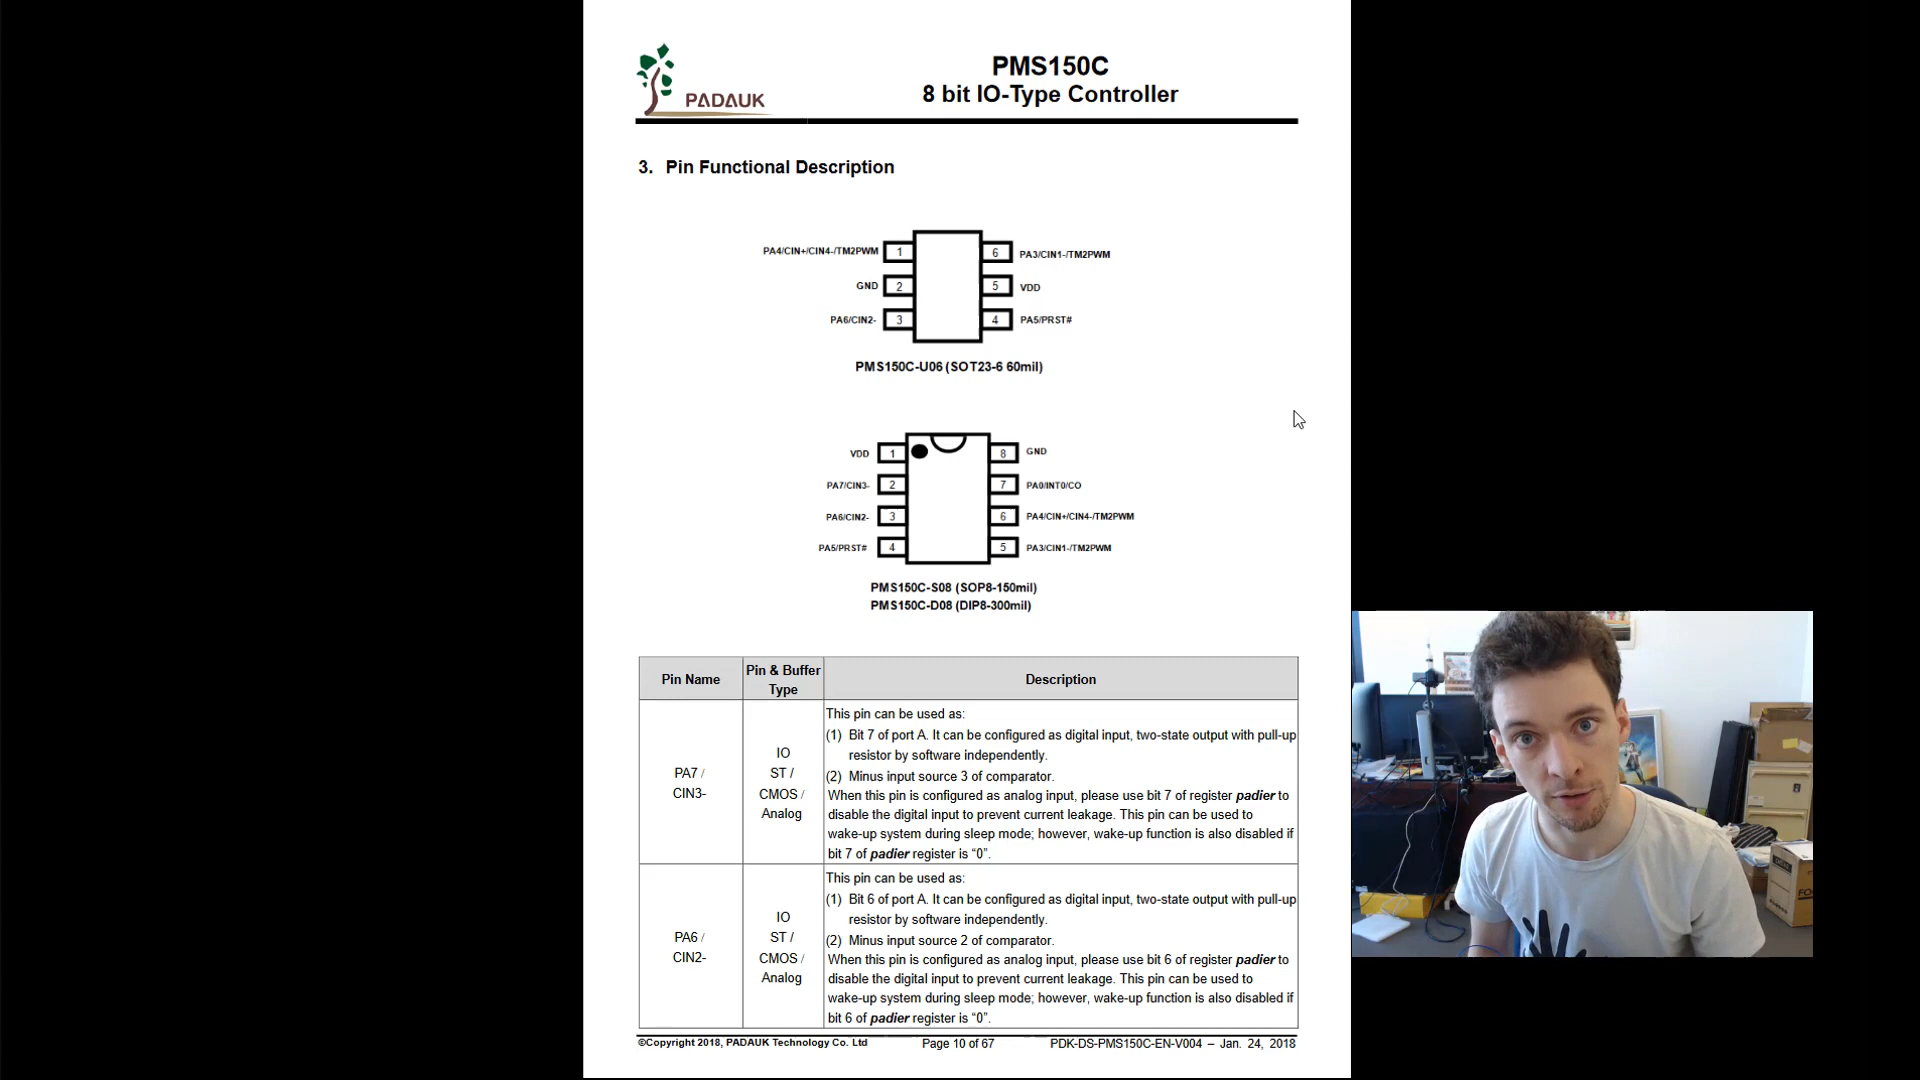 PADAUK
PMS150C
8 bit IO-Type Controller
3. Pin Functional Description
PA4/CIN+/CIN4-/TM2PWM 1 6 PA3/CIN1-/TM2PWM
GND 2 5 VDD
PA6/CIN2- 3 4 PA5/PRST#
PMS150C-U06 (SOT23-6 60mil)
VDD 1 8 GND
PA7/CIN3- 2 7 PA0/INT0/CO
PA6/CIN2- 3 6 PA4/CIN+/CIN4-/TM2PWM
PA5/PRST# 4 5 PA3/CIN1-/TM2PWM
PMS150C-S08 (SOP8-150mil)
PMS150C-D08 (DIP8-300mil)
Pin Name
Pin & Buffer
Type
Description
PA7 /
CIN3-
IO
ST /
CMOS /
Analog
This pin can be used as:
(1) Bit 7 of port A. It can be configured as digital input, two-state output with pull-up
resistor by software independently.
(2) Minus input source 3 of comparator.
When this pin is configured as analog input, please use bit 7 of register padier to
disable the digital input to prevent current leakage. This pin can be used to
wake-up system during sleep mode; however, wake-up function is also disabled if
bit 7 of padier register is “0”.
PA6 /
CIN2-
IO
ST /
CMOS /
Analog
This pin can be used as:
(1) Bit 6 of port A. It can be configured as digital input, two-state output with pull-up
resistor by software independently.
(2) Minus input source 2 of comparator.
When this pin is configured as analog input, please use bit 6 of register padier to
disable the digital input to prevent current leakage. This pin can be used to
wake-up system during sleep mode; however, wake-up function is also disabled if
bit 6 of padier register is “0”.
©Copyright 2018, PADAUK Technology Co. Ltd Page 10 of 67 PDK-DS-PMS150C-EN-V004 – Jan. 24, 2018